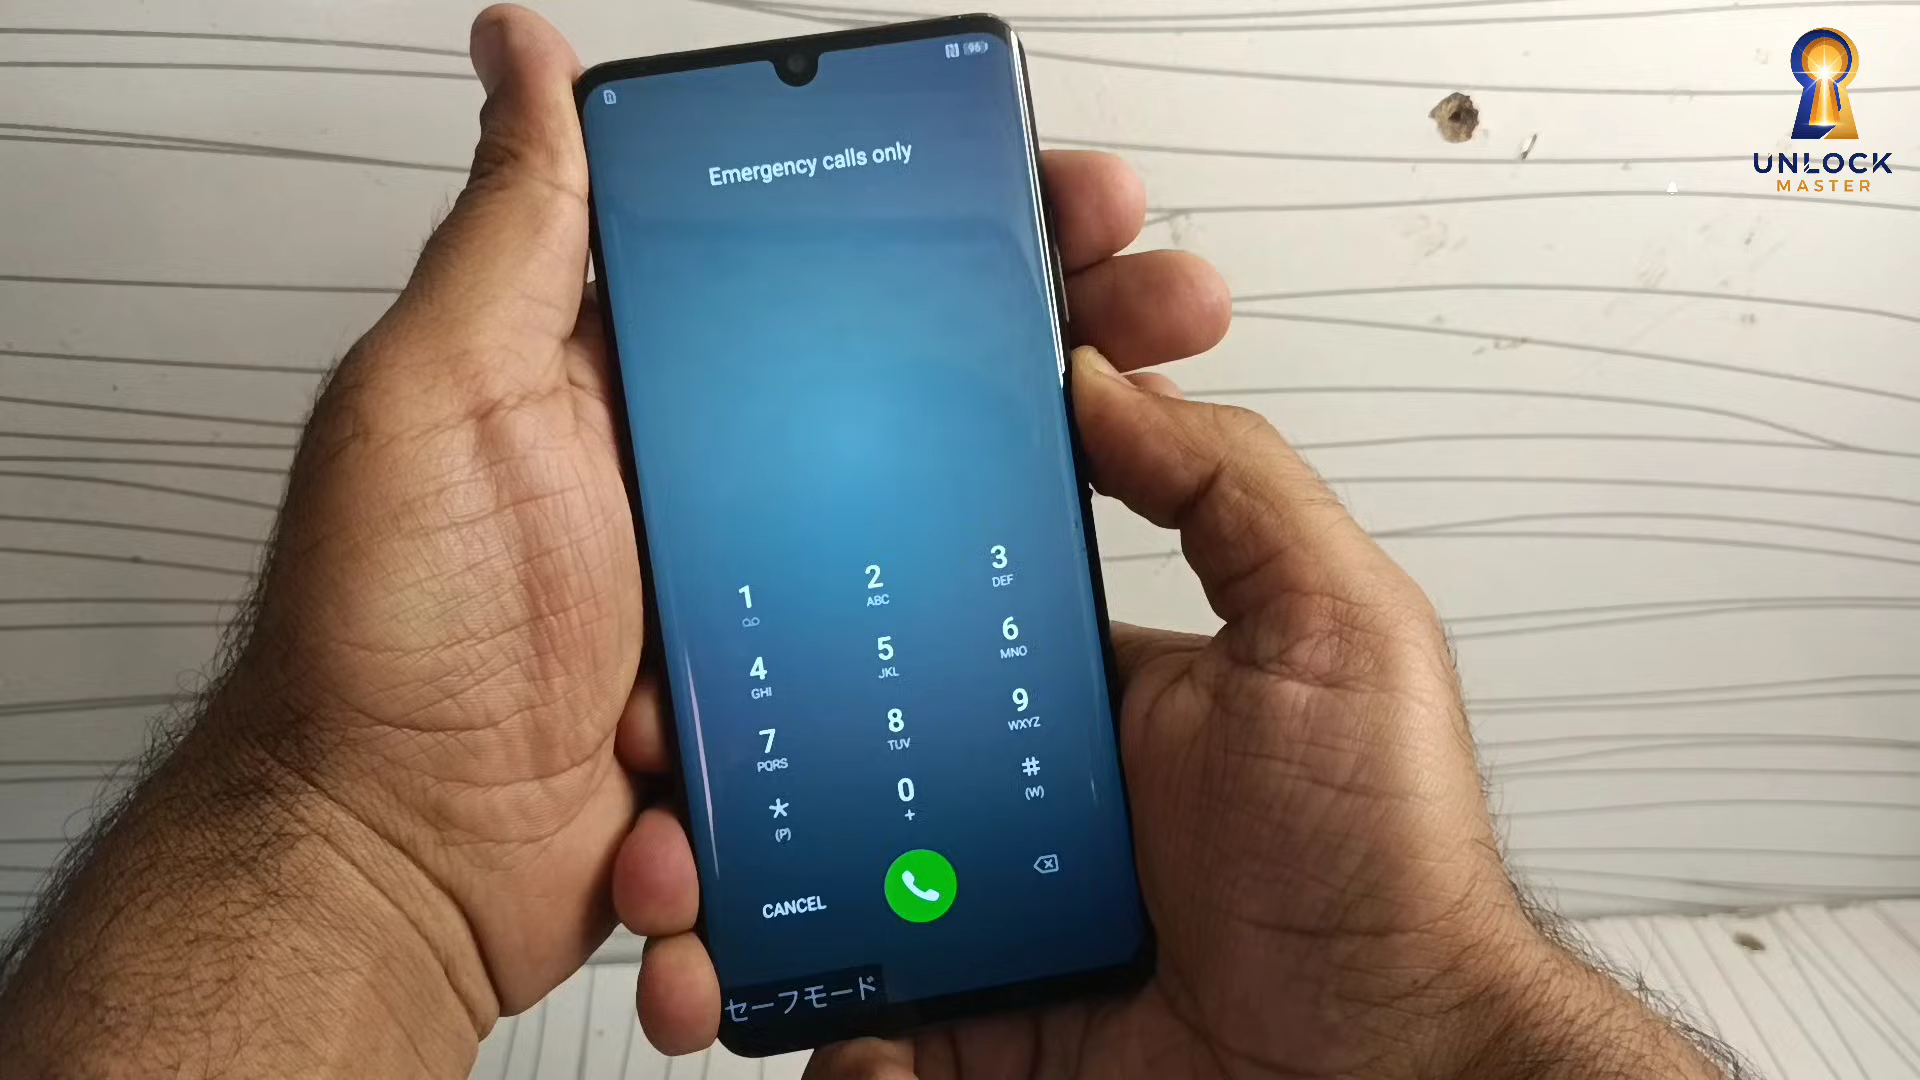 96
Emergency calls only
1
2
ABC
3
DEF
4
GHI
5
JKL
6
MNO
7
PQRS
8
TUV
9
WXYZ
*
(P)
0
+
#
(W)
CANCEL
セーフモード
UNLOCK
MASTER